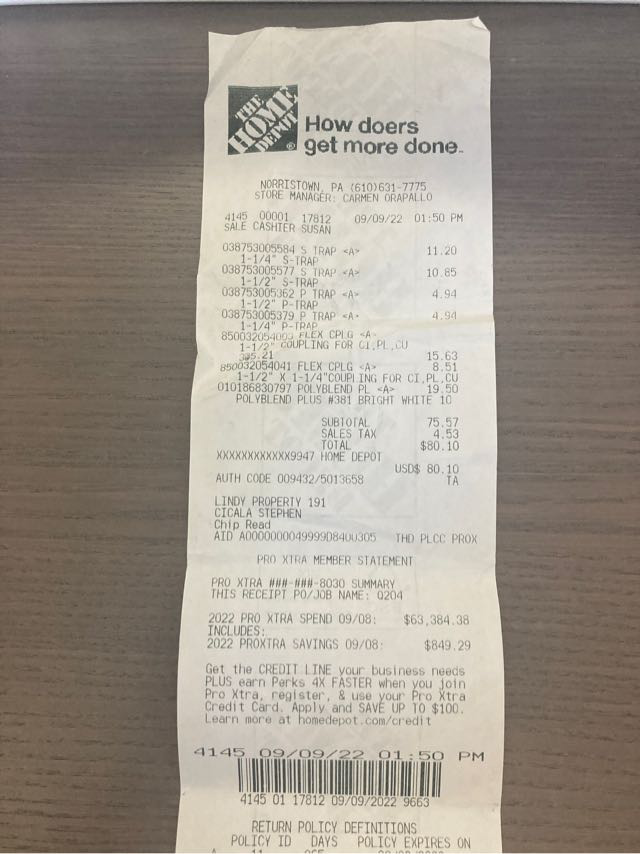 THE
HOME
DEPOT
®
How doers
get more done.™
NORRISTOWN, PA (610)631-7775
STORE MANAGER: CARMEN ORAPALLO
4145 00001 17812 09/09/22 01:50 PM
SALE CASHIER SUSAN
038753005584 S TRAP <A> 11.20
1-1/4" S-TRAP
038753005577 S TRAP <A> 10.85
1-1/2" S-TRAP
038753005362 P TRAP <A> 4.94
1-1/2" P-TRAP
038753005379 P TRAP <A> 4.94
1-1/4" P-TRAP
FLEX CPLG <A>
1-1/2" COUPLING FOR CI,PL,CU
15.63
850032054041 FLEX CPLG <A> 8.51
1-1/2" X 1-1/4"COUPLING FOR CI,PL,CU
010186830797 POLYBLEND PL <A> 19.50
POLYBLEND PLUS #381 BRIGHT WHITE 10
SUBTOTAL 75.57
SALES TAX 4.53
TOTAL $80.10
XXXXXXXXXXXX9947 HOME DEPOT
USD$ 80.10
AUTH CODE 009432/5013658 TA
LINDY PROPERTY 191
CICALA STEPHEN
Chip Read
AID A0000000049999D8400305 THD PLCC PROX
PRO XTRA MEMBER STATEMENT
PRO XTRA ###-###-8030 SUMMARY
THIS RECEIPT PO/JOB NAME: Q204
2022 PRO XTRA SPEND 09/08: $63,384.38
INCLUDES:
2022 PROXTRA SAVINGS 09/08: $849.29
Get the CREDIT LINE your business needs
PLUS earn Perks 4X FASTER when you join
Pro Xtra, register, & use your Pro Xtra
Credit Card. Apply and SAVE UP TO $100.
Learn more at homedepot.com/credit
4145 09/09/22 01:50 PM
4145 01 17812 09/09/2022 9663
RETURN POLICY DEFINITIONS
POLICY ID DAYS POLICY EXPIRES ON